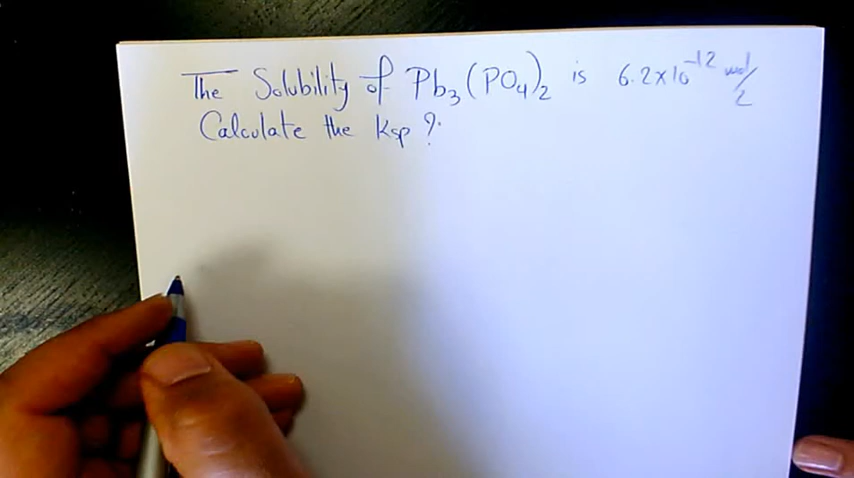 The Solubility of Pb₃(PO₄)₂ is 6.2x10⁻¹² mol/L
Calculate the Ksp ?